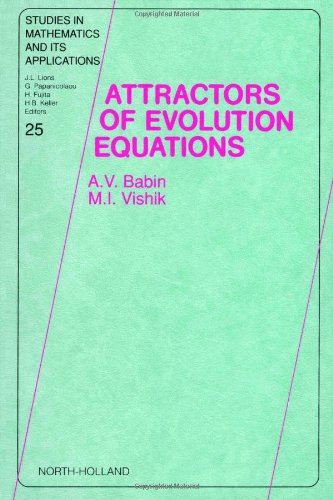 STUDIES IN
MATHEMATICS
AND ITS
APPLICATIONS
J.L. Lions
G. Papanicolaou
H. Fujita
H.B. Keller
Editors
25
ATTRACTORS
OF EVOLUTION
EQUATIONS
A.V. Babin
M.I. Vishik
NORTH-HOLLAND